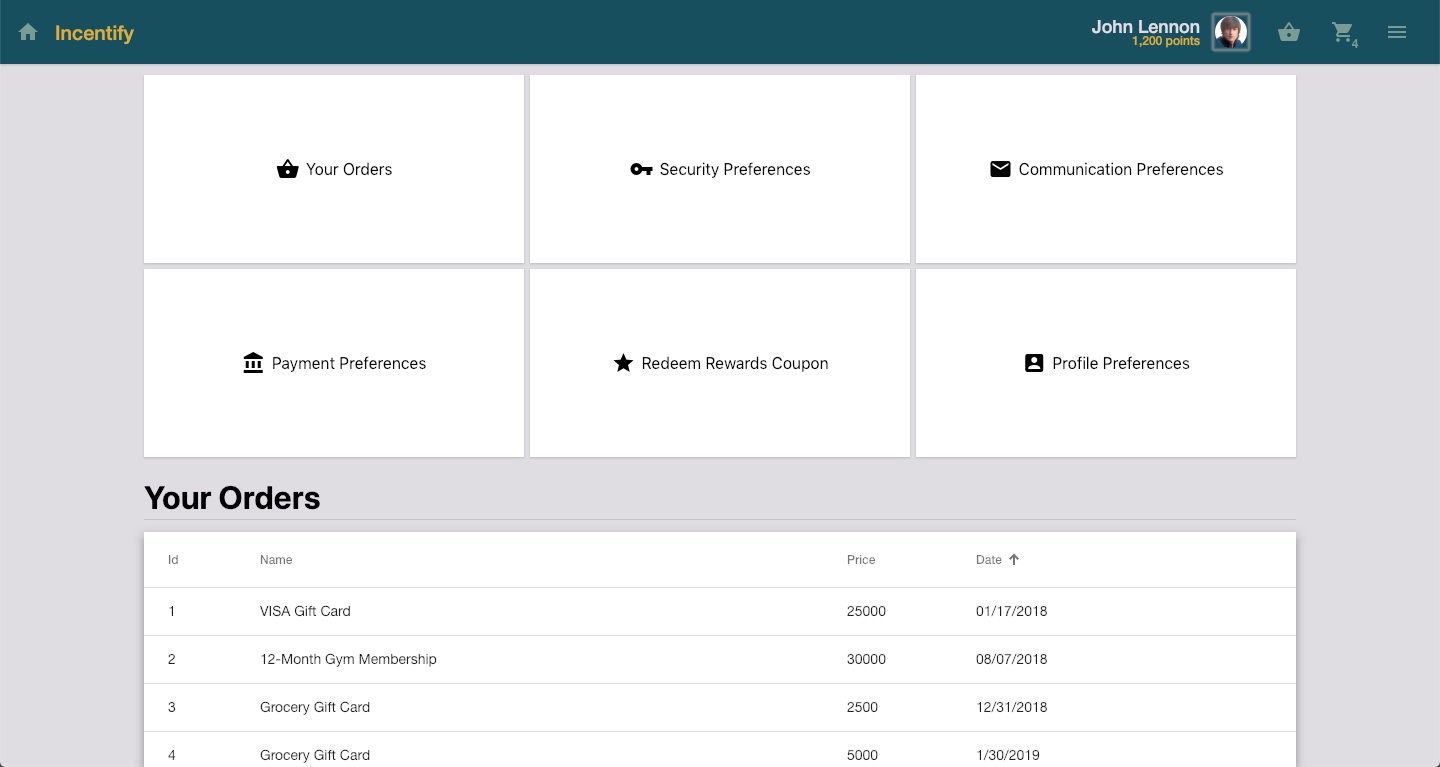 Incentify
John Lennon
1,200 points
4
Your Orders
Security Preferences
Communication Preferences
Payment Preferences
Redeem Rewards Coupon
Profile Preferences
Your Orders
Id Name Price Date
1 VISA Gift Card 25000 01/17/2018
2 12-Month Gym Membership 30000 08/07/2018
3 Grocery Gift Card 2500 12/31/2018
4 Grocery Gift Card 5000 1/30/2019